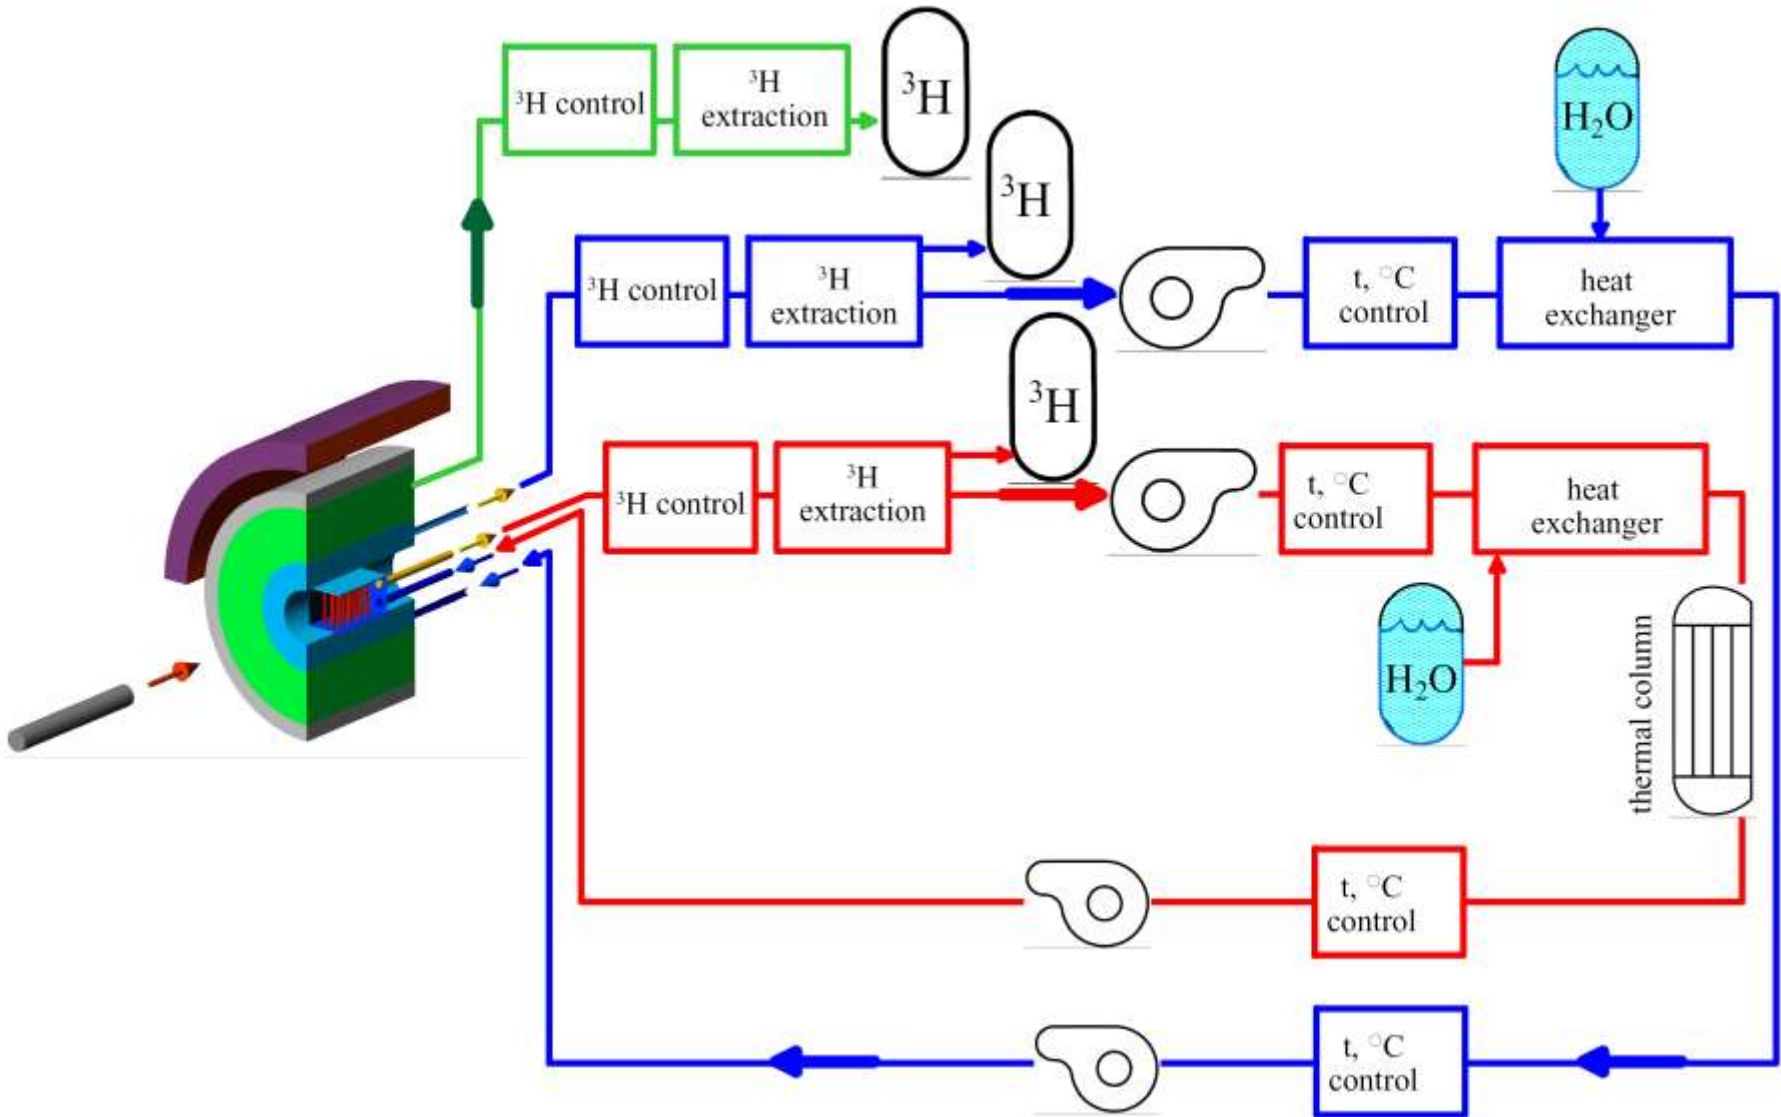 ³H control
³H
extraction
³H
H₂O
³H
³H control
³H
extraction
t, °C
control
heat
exchanger
³H
³H control
³H
extraction
t, °C
control
heat
exchanger
H₂O
thermal column
t, °C
control
t, °C
control